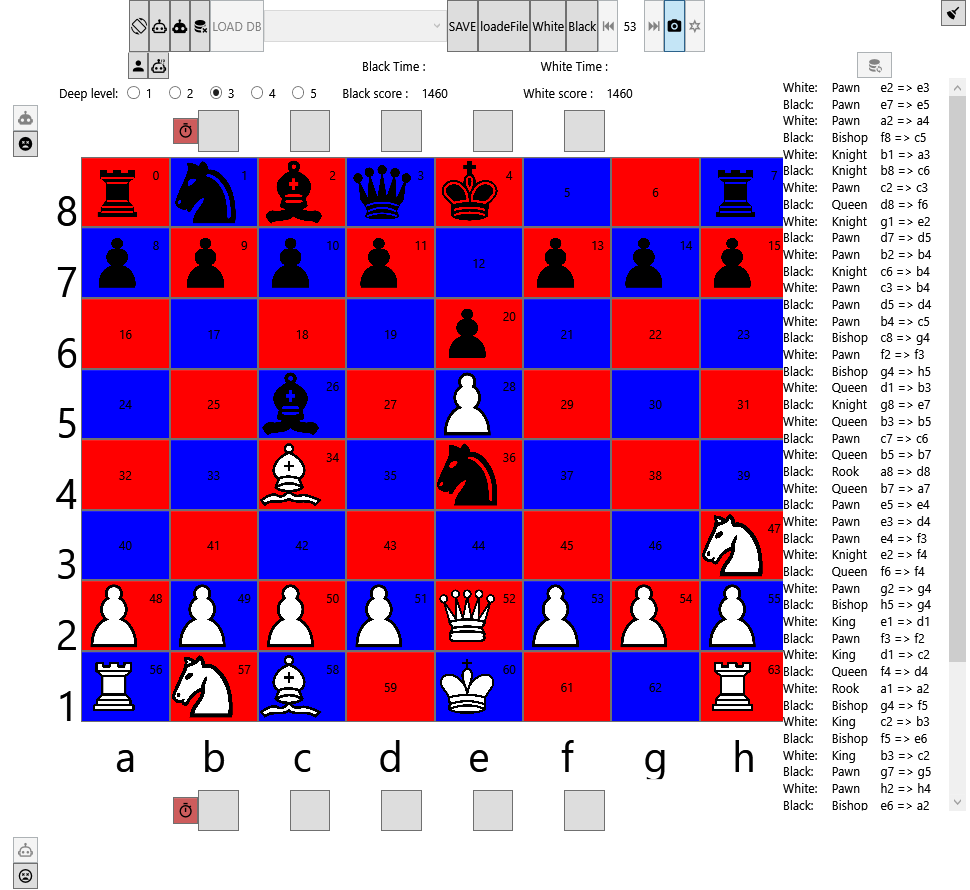 LOAD DB SAVE loadeFile White Black 53
Black Time : White Time :
Deep level: 1 2 3 4 5 Black score : 1460 White score : 1460
8 0 1 2 3 4 5 6 7
7 8 9 10 11 12 13 14 15
6 16 17 18 19 20 21 22 23
5 24 25 26 27 28 29 30 31
4 32 33 34 35 36 37 38 39
3 40 41 42 43 44 45 46 47
2 48 49 50 51 52 53 54 55
1 56 57 58 59 60 61 62 63
a b c d e f g h
White: Pawn e2 => e3
Black: Pawn e7 => e5
White: Pawn a2 => a4
Black: Bishop f8 => c5
White: Knight b1 => a3
Black: Knight b8 => c6
White: Pawn c2 => c3
Black: Queen d8 => f6
White: Knight g1 => e2
Black: Pawn d7 => d5
White: Pawn b2 => b4
Black: Knight c6 => b4
White: Pawn c3 => b4
Black: Pawn d5 => d4
White: Pawn b4 => c5
Black: Bishop c8 => g4
White: Pawn f2 => f3
Black: Bishop g4 => h5
White: Queen d1 => b3
Black: Knight g8 => e7
White: Queen b3 => b5
Black: Pawn c7 => c6
White: Queen b5 => b7
Black: Rook a8 => d8
White: Queen b7 => a7
Black: Pawn e5 => e4
White: Pawn e3 => d4
Black: Pawn e4 => f3
White: Knight e2 => f4
Black: Queen f6 => f4
White: Pawn g2 => g4
Black: Bishop h5 => g4
White: King e1 => d1
Black: Pawn f3 => f2
White: King d1 => c2
Black: Queen f4 => d4
White: Rook a1 => a2
Black: Bishop g4 => f5
White: King c2 => b3
Black: Bishop f5 => e6
White: King b3 => c2
Black: Pawn g7 => g5
White: Pawn h2 => h4
Black: Bishop e6 => a2